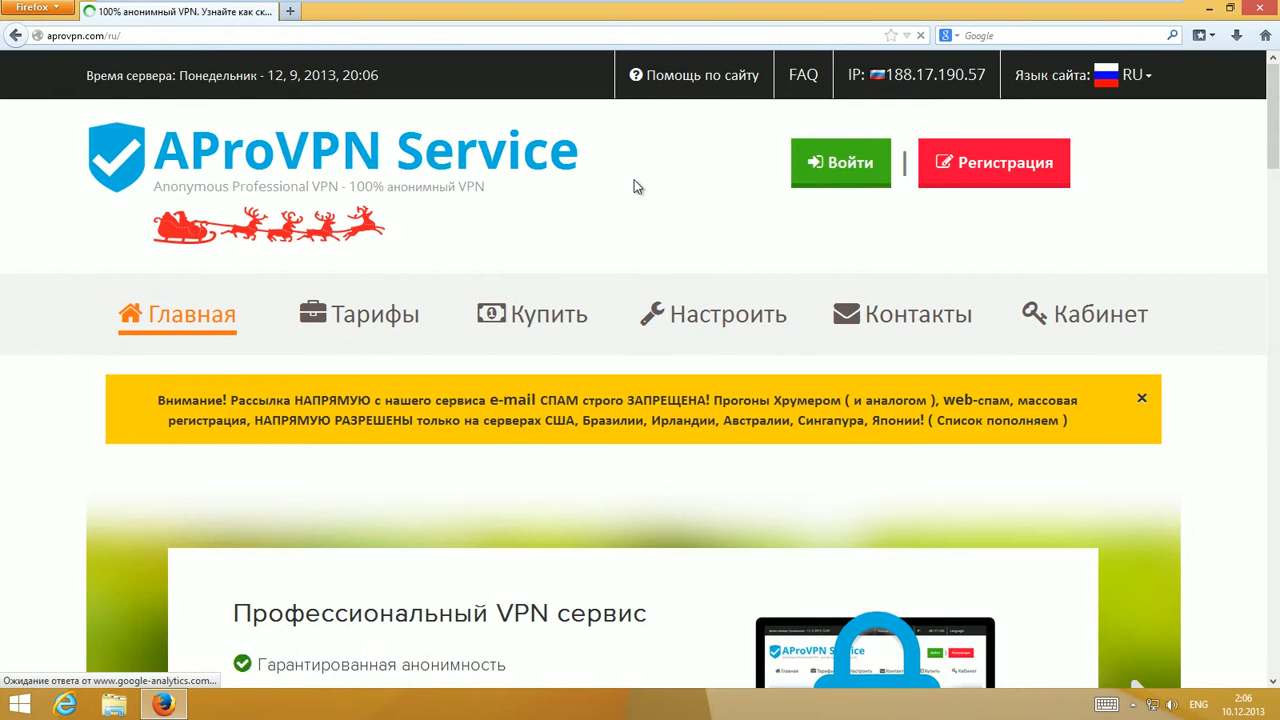 Firefox
100% анонимный VPN. Узнайте как ск...
aprovpn.com/ru/
Google
Время сервера: Понедельник - 12, 9, 2013, 20:06
Помощь по сайту
FAQ
IP: 188.17.190.57
Язык сайта: RU
AProVPN Service
Anonymous Professional VPN - 100% анонимный VPN
Войти
|
Регистрация
Главная
Тарифы
Купить
Настроить
Контакты
Кабинет
Внимание! Рассылка НАПРЯМУЮ с нашего сервиса e-mail СПАМ строго ЗАПРЕЩЕНА! Прогоны Хрумером ( и аналогом ), web-спам, массовая
регистрация, НАПРЯМУЮ РАЗРЕШЕНЫ только на серверах США, Бразилии, Ирландии, Австралии, Сингапура, Японии! ( Список пополняем )
Профессиональный VPN сервис
Гарантированная анонимность
AProVPN Service
Ожидание ответа от www.google-analytics.com...
ENG
2:06
10.12.2013